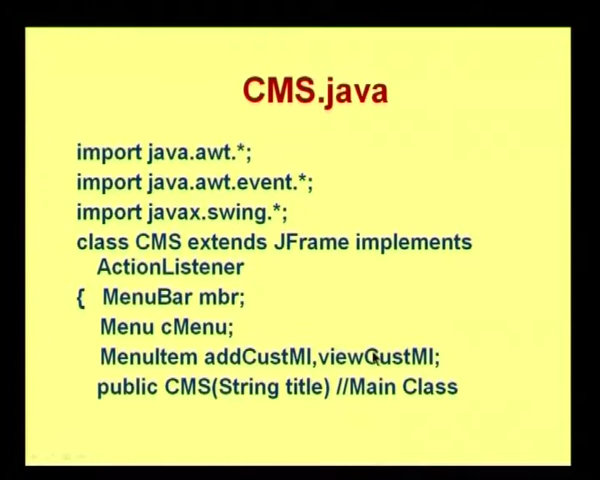 CMS.java
import java.awt.*;
import java.awt.event.*;
import javax.swing.*;
class CMS extends JFrame implements
ActionListener
{ MenuBar mbr;
Menu cMenu;
MenuItem addCustMI,viewCustMI;
public CMS(String title) //Main Class